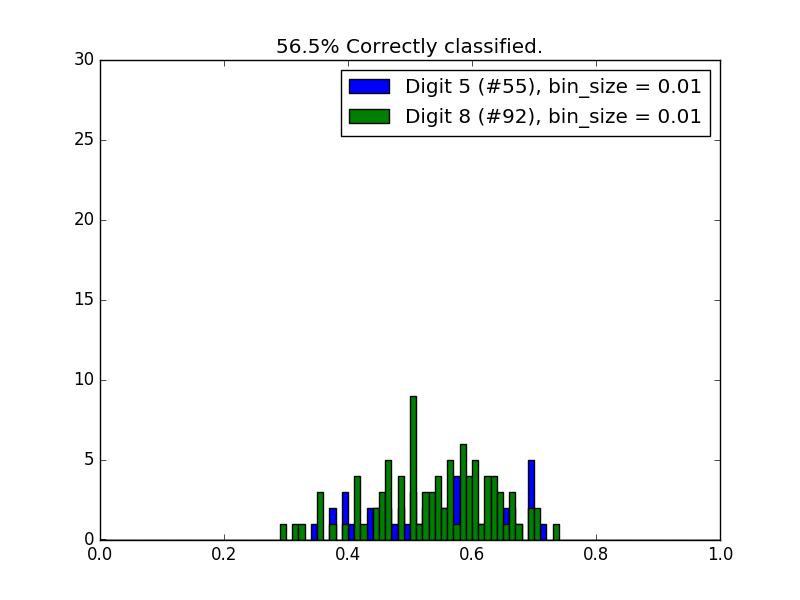 56.5% Correctly classified.
30
Digit 5 (#55), bin_size = 0.01
Digit 8 (#92), bin_size = 0.01
25
20
15
10
5
0
0.0 0.2 0.4 0.6 0.8 1.0